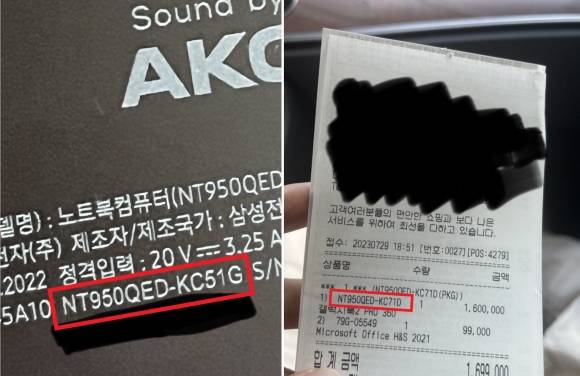 Sound by
AKG
델명) : 노트북컴퓨터(NT950QED
전자(주) 제조자/제조국가 : 삼성전
.2022 정격입력 : 20 V 3.25 A
5A10 NT950QED-KC51G S/N
고객여러분들의 편안한 쇼핑과 보다 나은
서비스를 위하여 최선을 다하고 있습니다.
접수: 20230729 18:51 [번호:0027][POS:4279]
상품명 수량 금액
*** 1 *** (NT950QED-KC71D(PKG))
1) NT950QED-KC71D 1 1,600,000
갤럭시북2 PRO 360
2) 79G-05549 1 99,000
Microsoft Office H&S 2021
합 계 금액 1,699,000